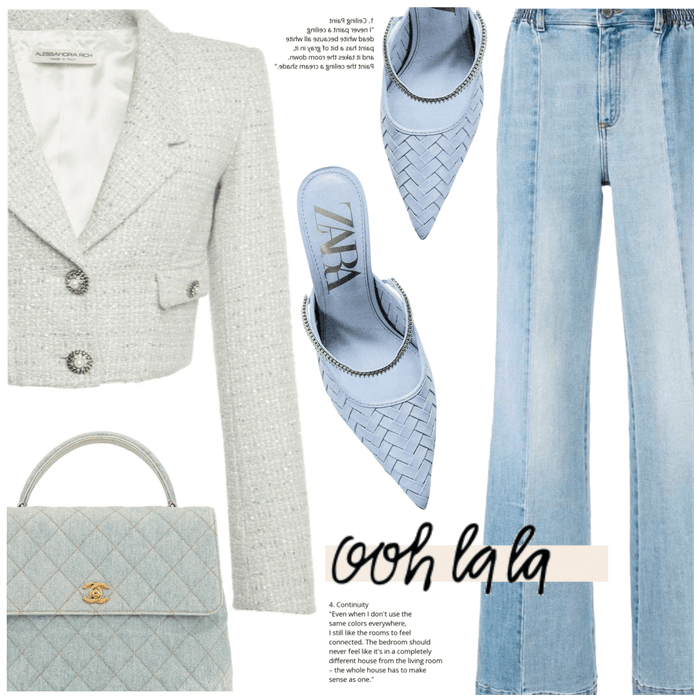 1. Ceiling Paint
"I never paint a ceiling
dead white because all white
paint has a bit of gray in it,
and it takes the room down.
Paint the ceiling a cream shade."
ALESSANDRA RICH
MADE IN ITALY
ZARA
ooh la la
4. Continuity
"Even when I don't use the
same colors everywhere,
I still like the rooms to feel
connected. The bedroom should
never feel like it's in a completely
different house from the living room
– the whole house has to make
sense as one."